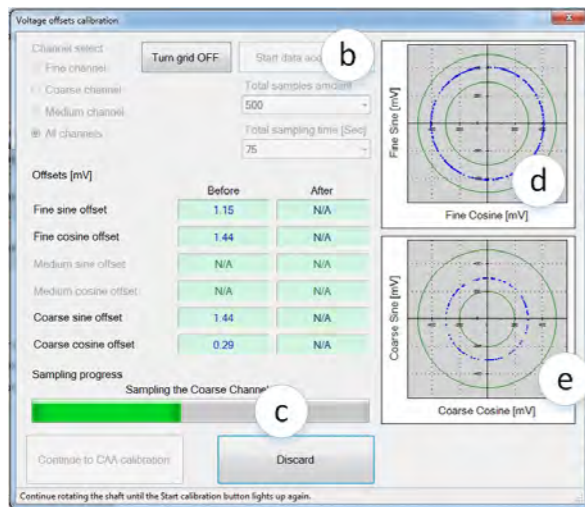 Voltage offsets calibration
Channel select
Fine channel
Coarse channel
Medium channel
All channels
Turn grid OFF
Start data acq
b
Total samples amount
500
Total sampling time [Sec]
75
Offsets [mV]
Before After
Fine sine offset 1.15 N/A
Fine cosine offset 1.44 N/A
Medium sine offset N/A N/A
Medium cosine offset N/A N/A
Coarse sine offset 1.44 N/A
Coarse cosine offset 0.29 N/A
Sampling progress
Sampling the Coarse Channel
c
Continue to CAA calibration
Discard
Continue rotating the shaft until the Start calibration button lights up again.
Fine Sine [mV]
d
Fine Cosine [mV]
Coarse Sine [mV]
e
Coarse Cosine [mV]